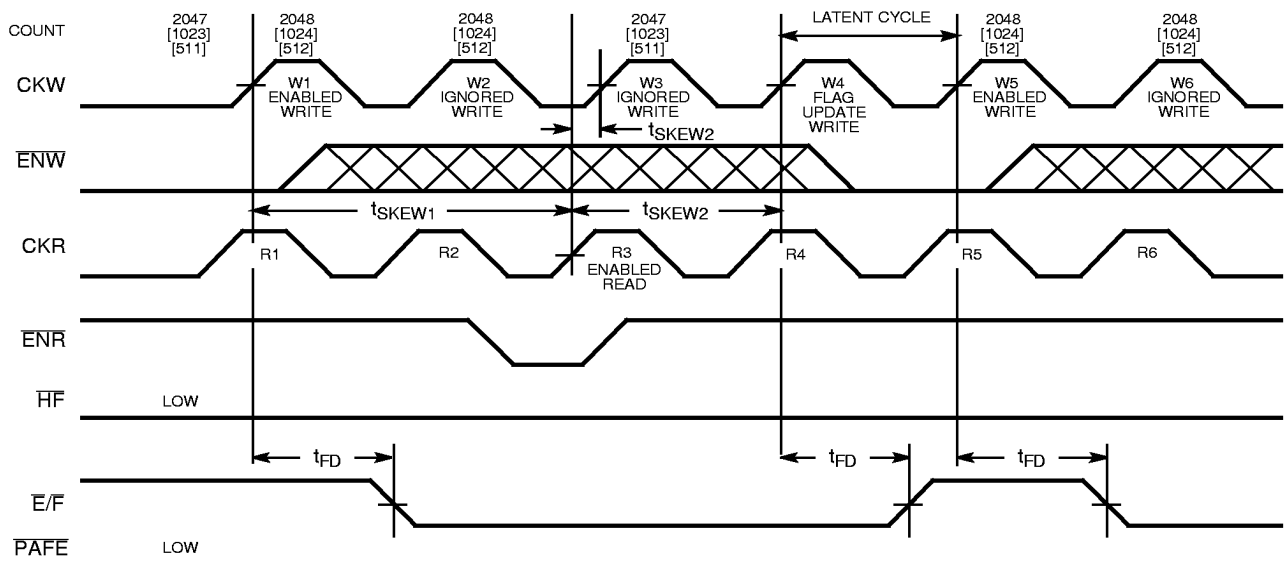 COUNT
2047
[1023]
[511]
2048
[1024]
[512]
2048
[1024]
[512]
2047
[1023]
[511]
LATENT CYCLE
2048
[1024]
[512]
2048
[1024]
[512]
CKW
W1
ENABLED
WRITE
W2
IGNORED
WRITE
W3
IGNORED
WRITE
W4
FLAG
UPDATE
WRITE
W5
ENABLED
WRITE
W6
IGNORED
WRITE
tSKEW2
ENW
tSKEW1
tSKEW2
CKR
R1
R2
R3
ENABLED
READ
R4
R5
R6
ENR
HF
LOW
tFD
tFD
tFD
E/F
PAFE
LOW